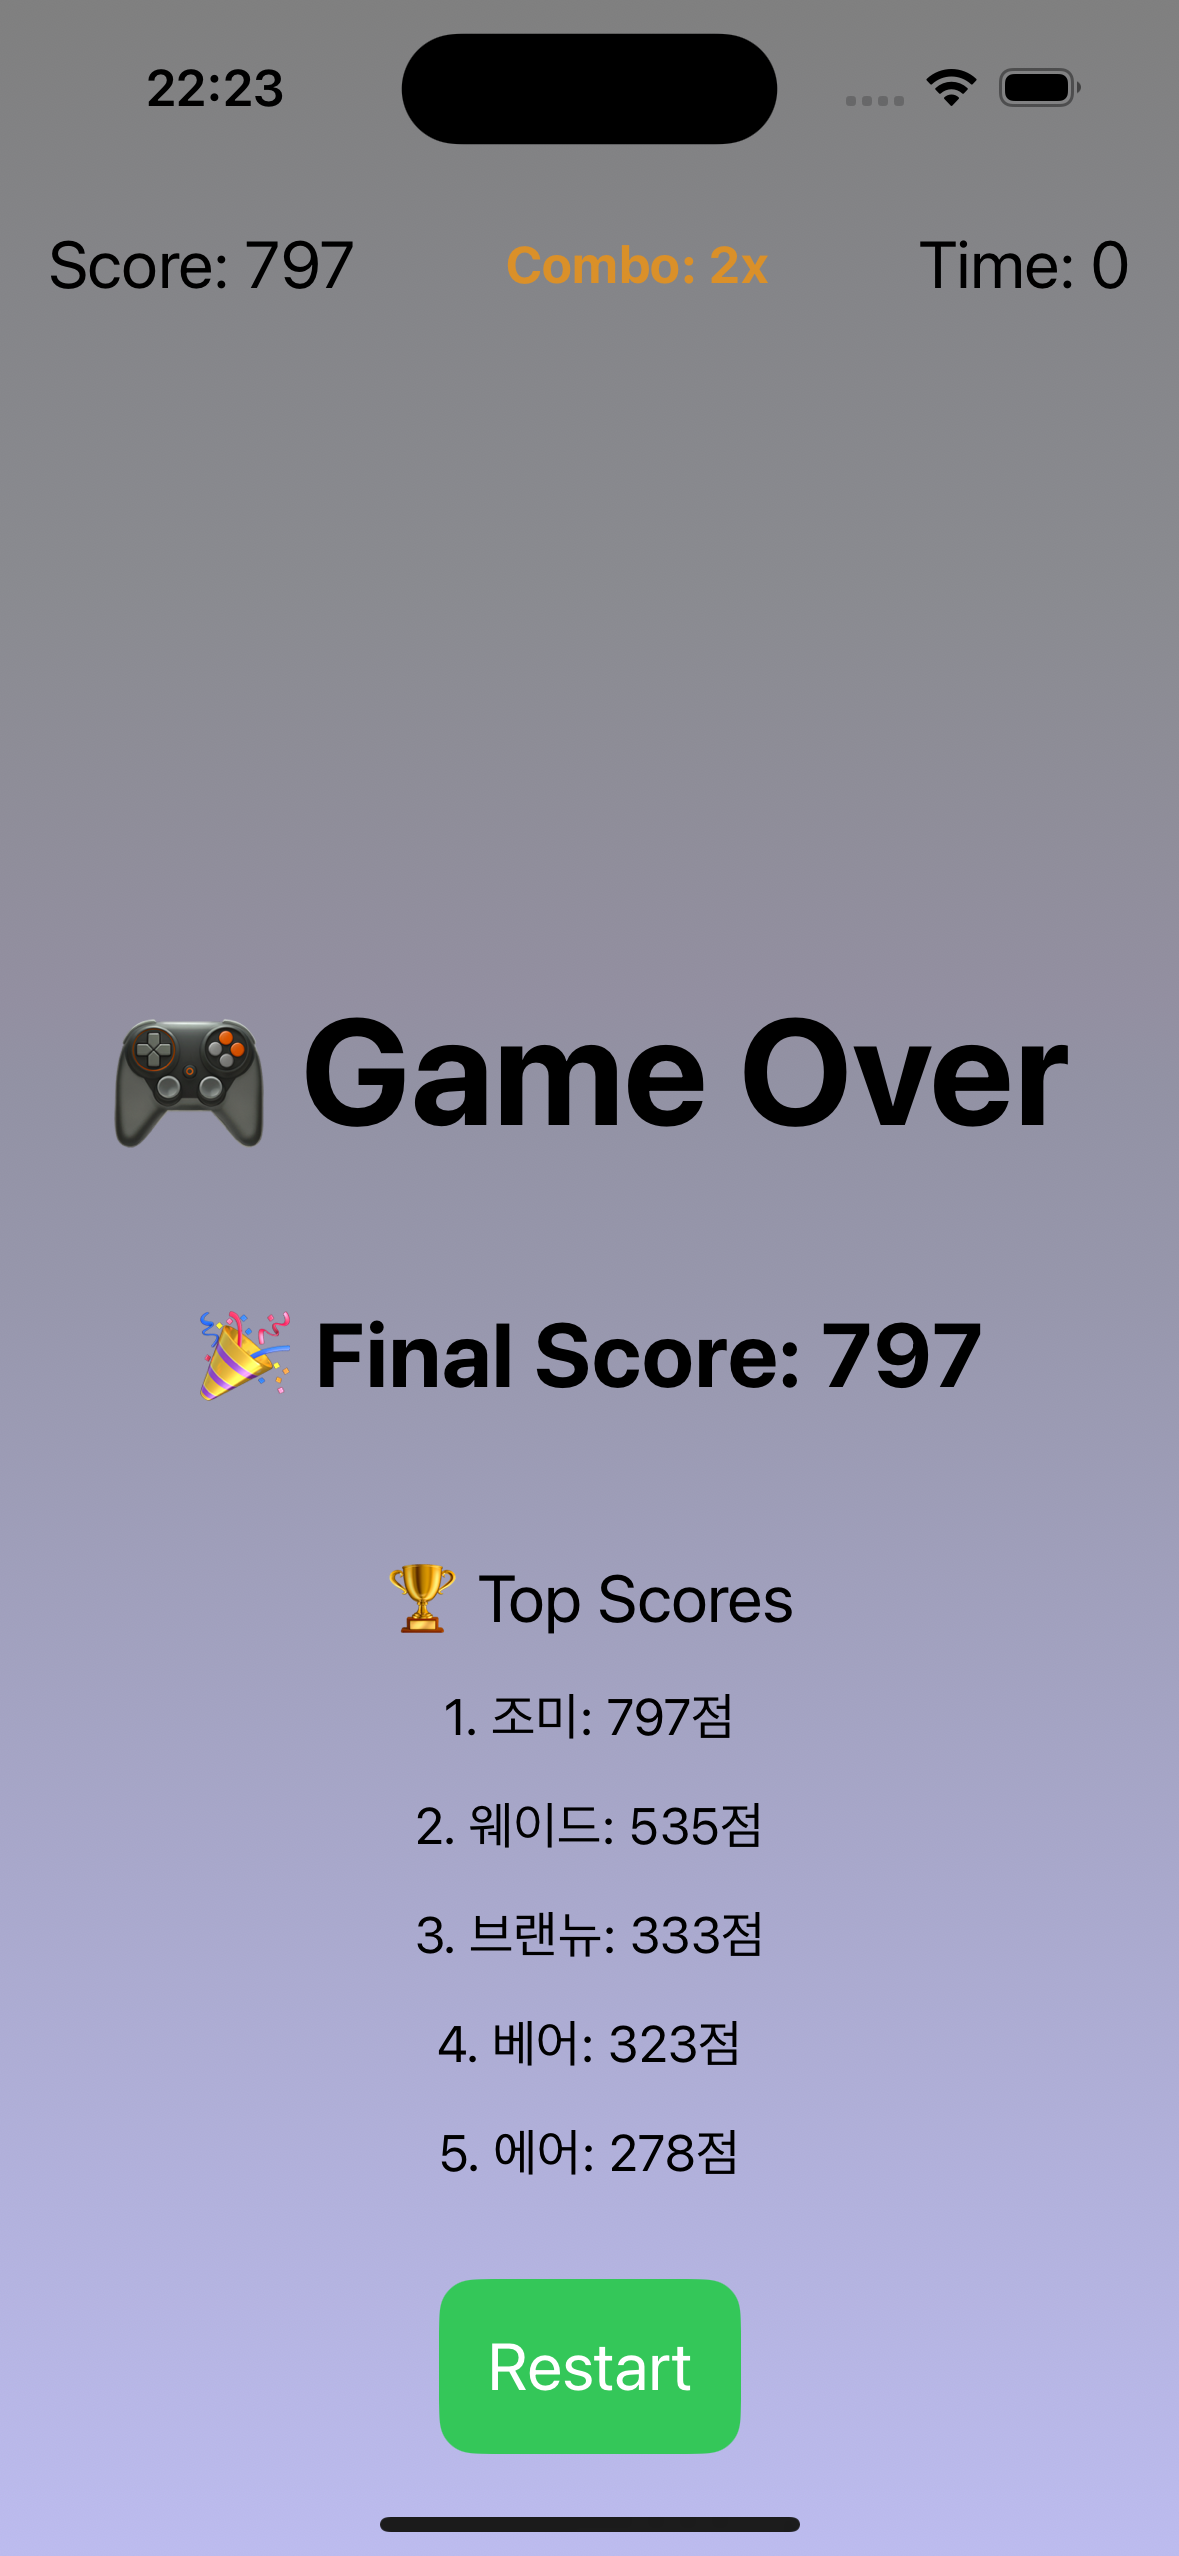 22:23
Score: 797 Combo: 2x Time: 0
🎮 Game Over
🎉 Final Score: 797
🏆 Top Scores
1. 조미: 797점
2. 웨이드: 535점
3. 브랜뉴: 333점
4. 베어: 323점
5. 에어: 278점
Restart